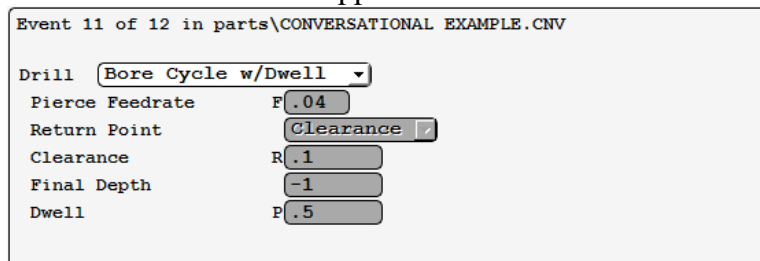 Event 11 of 12 in parts\CONVERSATIONAL EXAMPLE.CNV
Drill Bore Cycle w/Dwell
Pierce Feedrate F .04
Return Point Clearance
Clearance R .1
Final Depth -1
Dwell P .5